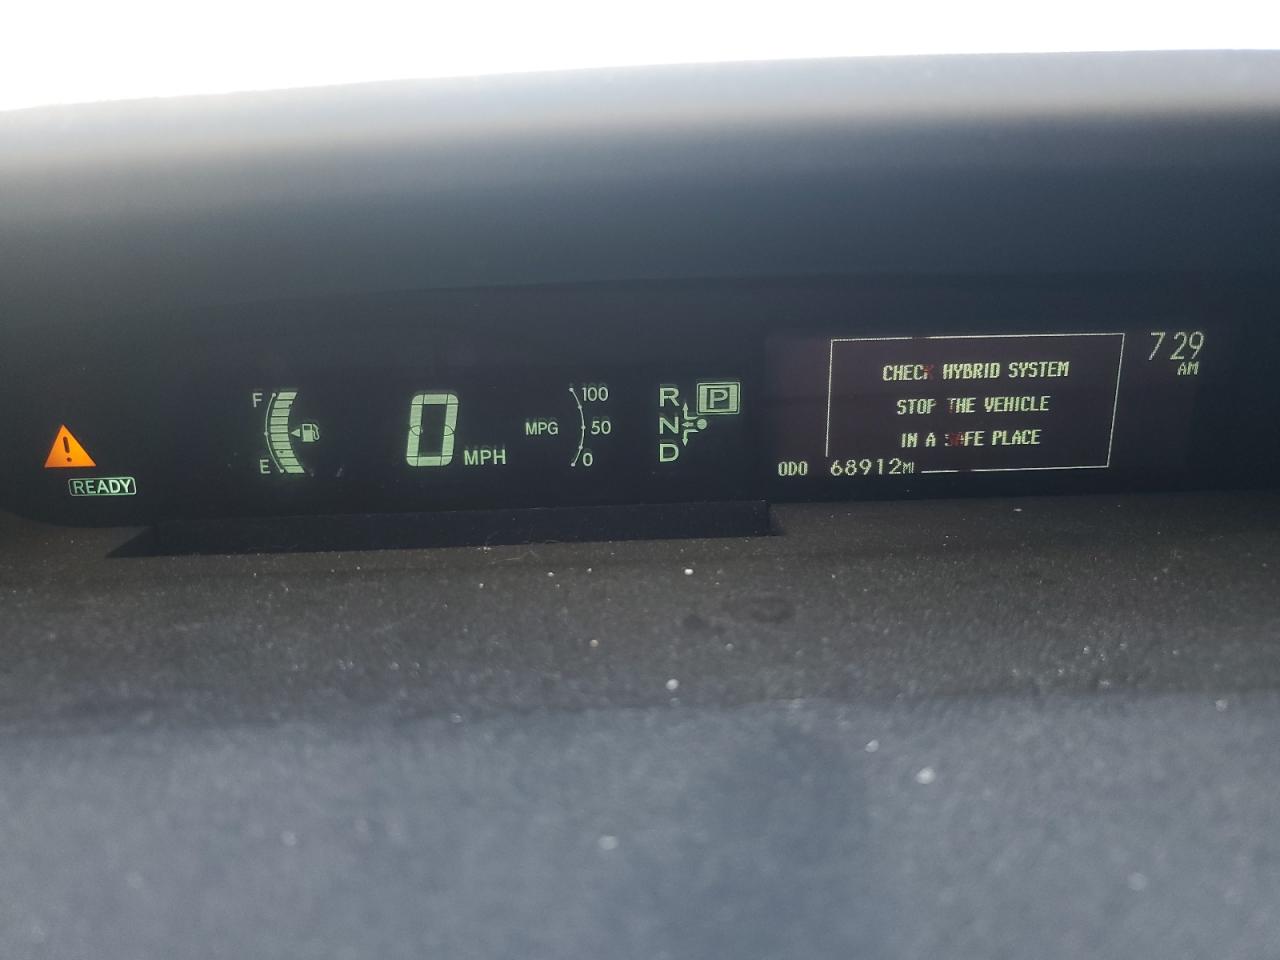 F
E
READY
0 MPH
MPG
100
50
0
R
N
D
P
CHECK HYBRID SYSTEM
STOP THE VEHICLE
IN A SAFE PLACE
ODO 68912MI
7 29
AM